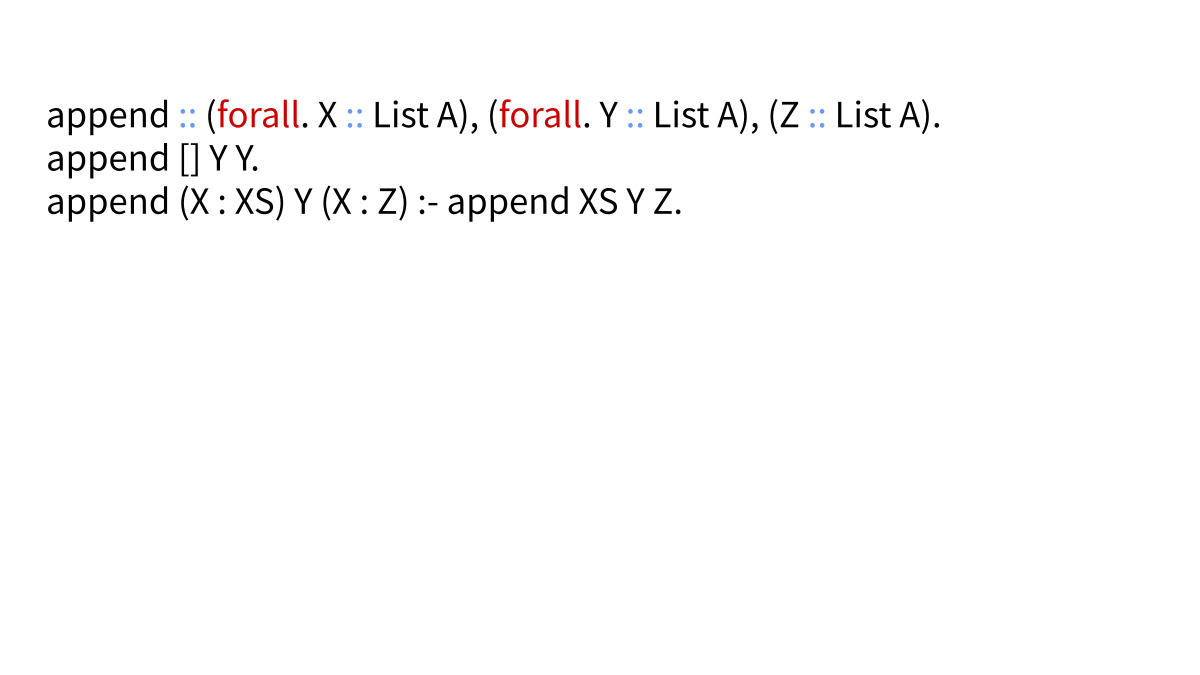 append :: (forall. X :: List A), (forall. Y :: List A), (Z :: List A).
append [] Y Y.
append (X : XS) Y (X : Z) :- append XS Y Z.